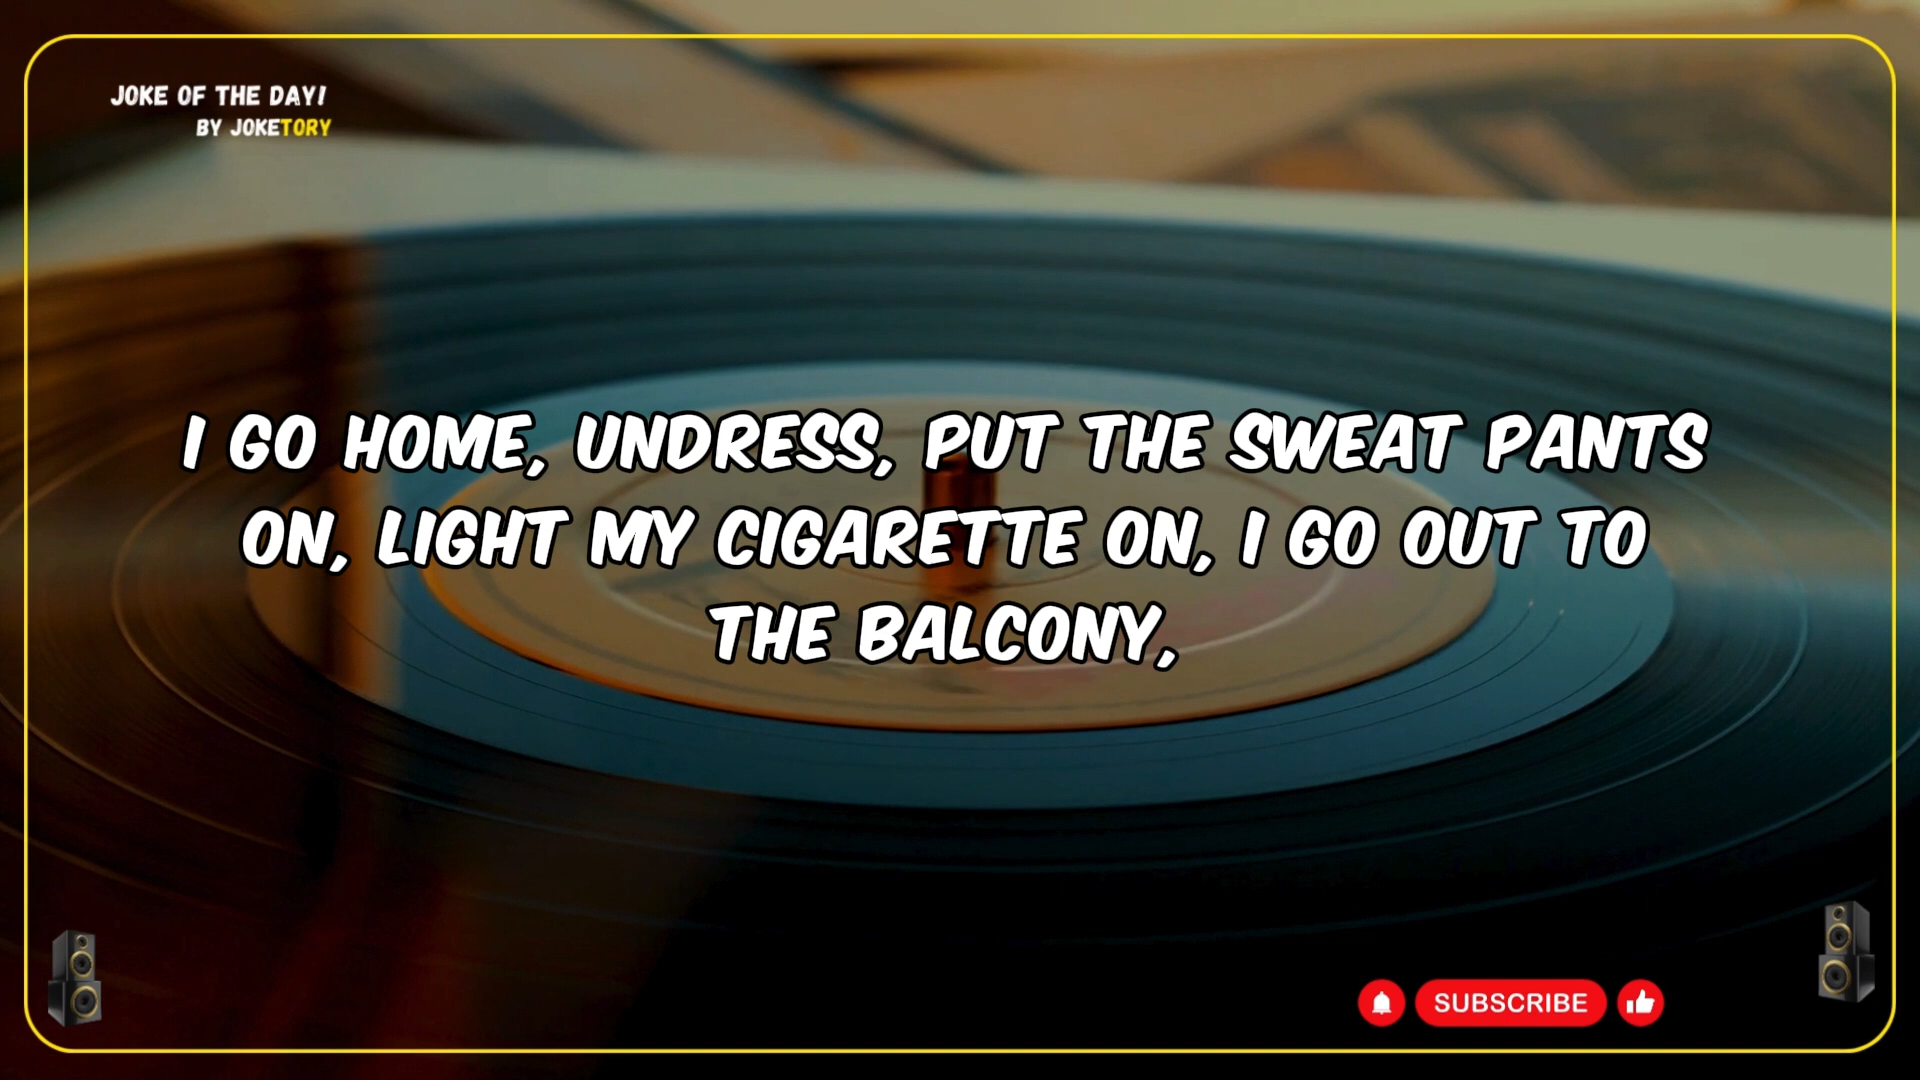 JOKE OF THE DAY!
BY JOKETORY
I GO HOME, UNDRESS, PUT THE SWEAT PANTS
ON, LIGHT MY CIGARETTE ON, I GO OUT TO
THE BALCONY,
SUBSCRIBE